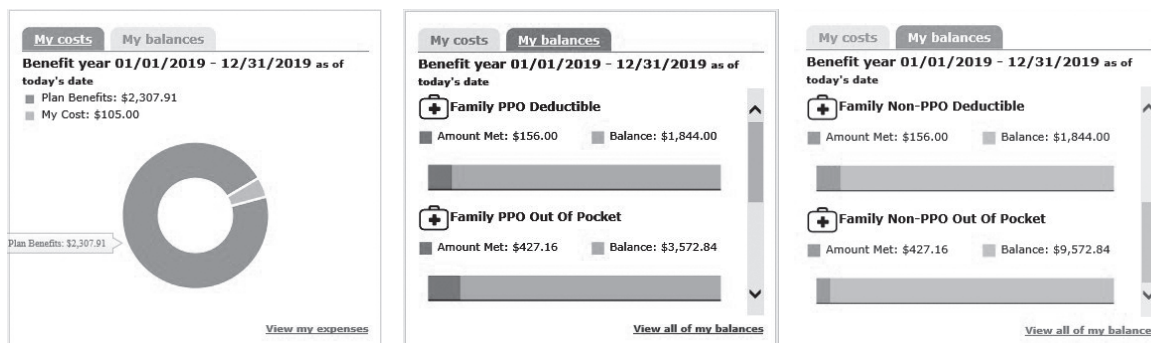 My costs My balances
Benefit year 01/01/2019 - 12/31/2019 as of
today's date
Plan Benefits: $2,307.91
My Cost: $105.00
Plan Benefits: $2,307.91
View my expenses
My costs My balances
Benefit year 01/01/2019 - 12/31/2019 as of
today's date
Family PPO Deductible
Amount Met: $156.00 Balance: $1,844.00
Family PPO Out Of Pocket
Amount Met: $427.16 Balance: $3,572.84
View all of my balances
My costs My balances
Benefit year 01/01/2019 - 12/31/2019 as of
today's date
Family Non-PPO Deductible
Amount Met: $156.00 Balance: $1,844.00
Family Non-PPO Out Of Pocket
Amount Met: $427.16 Balance: $9,572.84
View all of my balance